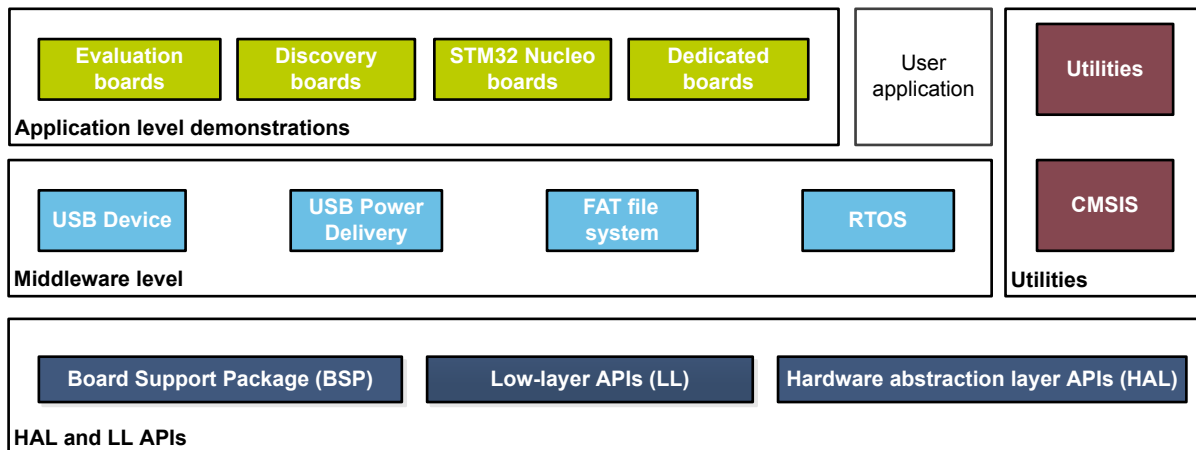 Evaluation
boards
Discovery
boards
STM32 Nucleo
boards
Dedicated
boards
Application level demonstrations
User
application
Utilities
CMSIS
Utilities
USB Device
USB Power
Delivery
FAT file
system
RTOS
Middleware level
Board Support Package (BSP)
Low-layer APIs (LL)
Hardware abstraction layer APIs (HAL)
HAL and LL APIs